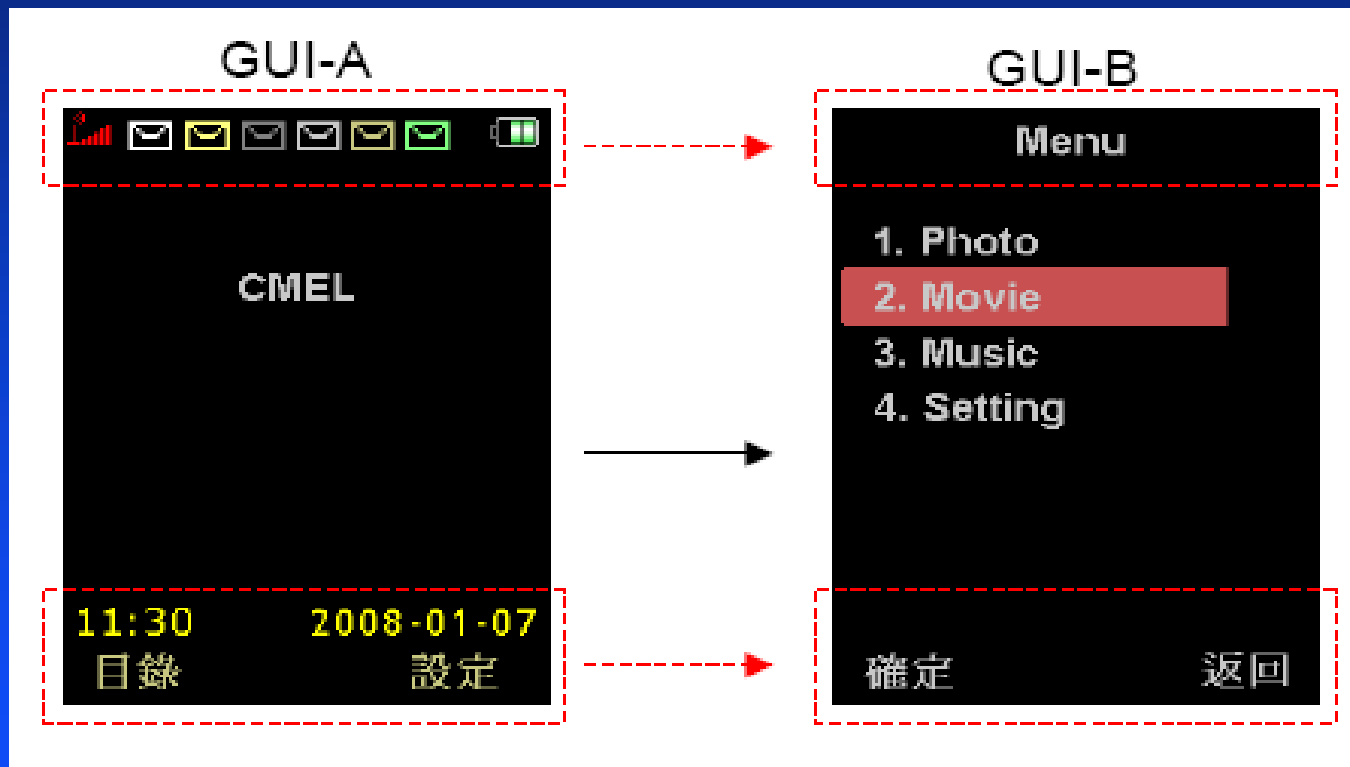 GUI-A
CMEL
11:30 2008-01-07
目錄 設定
GUI-B
Menu
1. Photo
2. Movie
3. Music
4. Setting
確定 返回